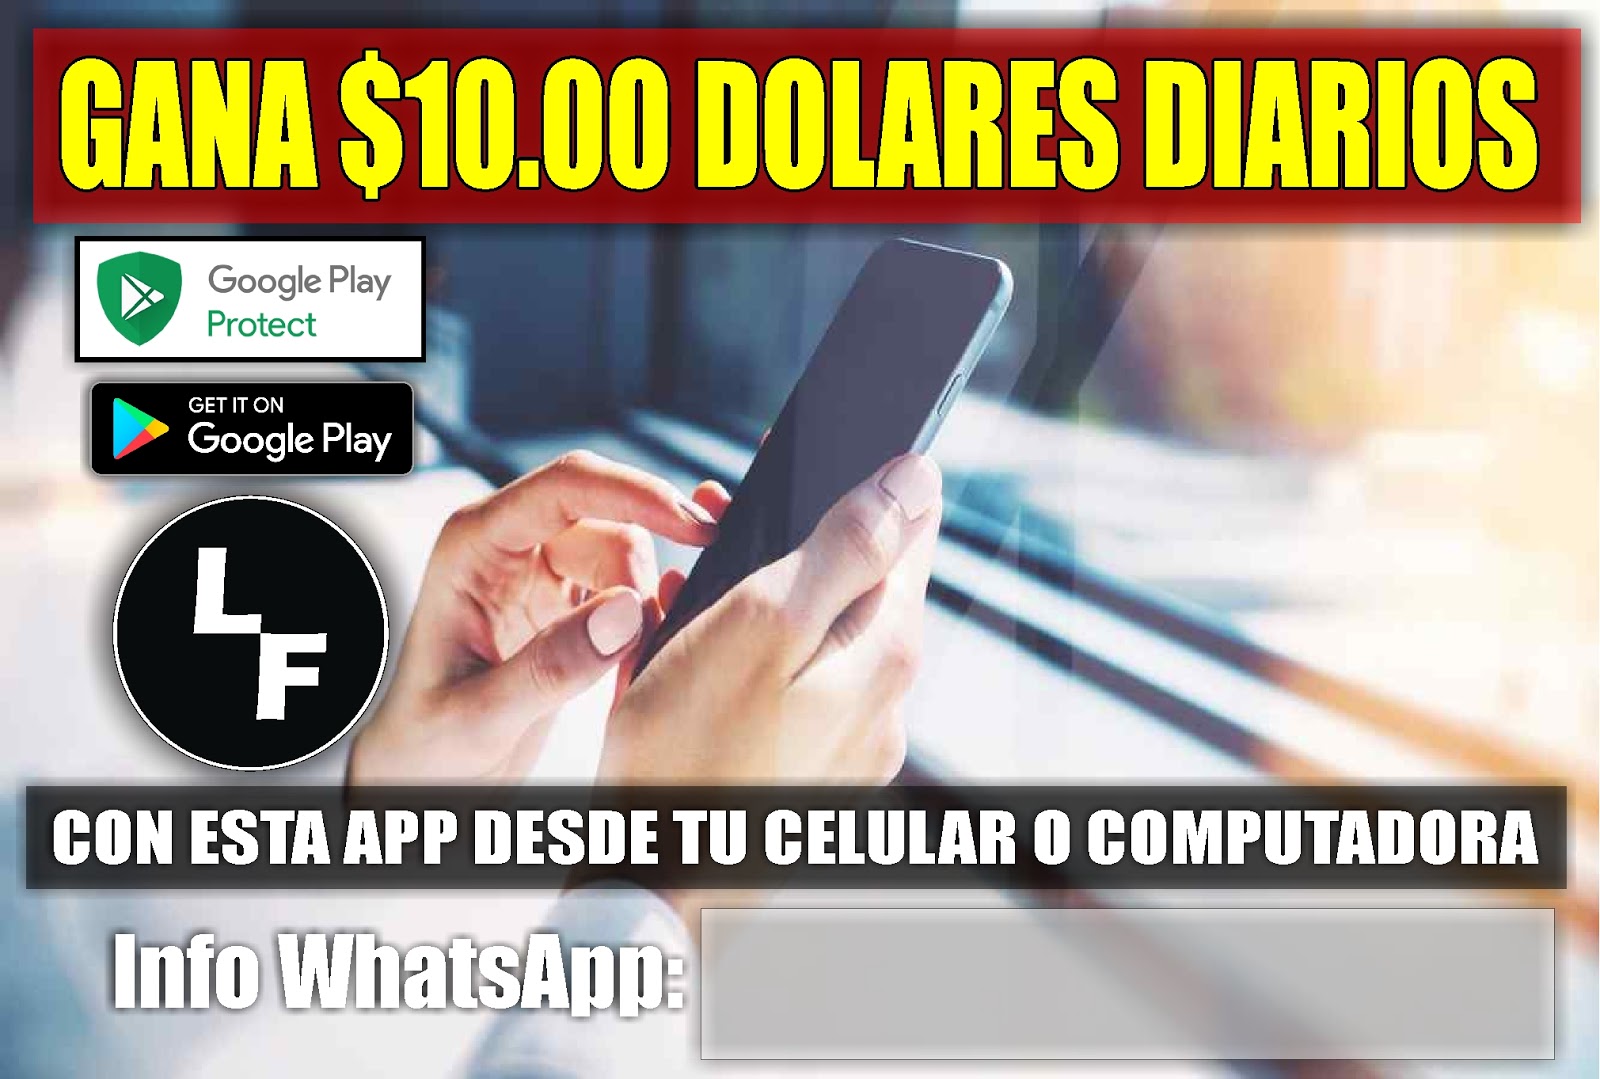 GANA $10.00 DOLARES DIARIOS
Google Play
Protect
GET IT ON
Google Play
L
F
CON ESTA APP DESDE TU CELULAR O COMPUTADORA
Info WhatsApp: